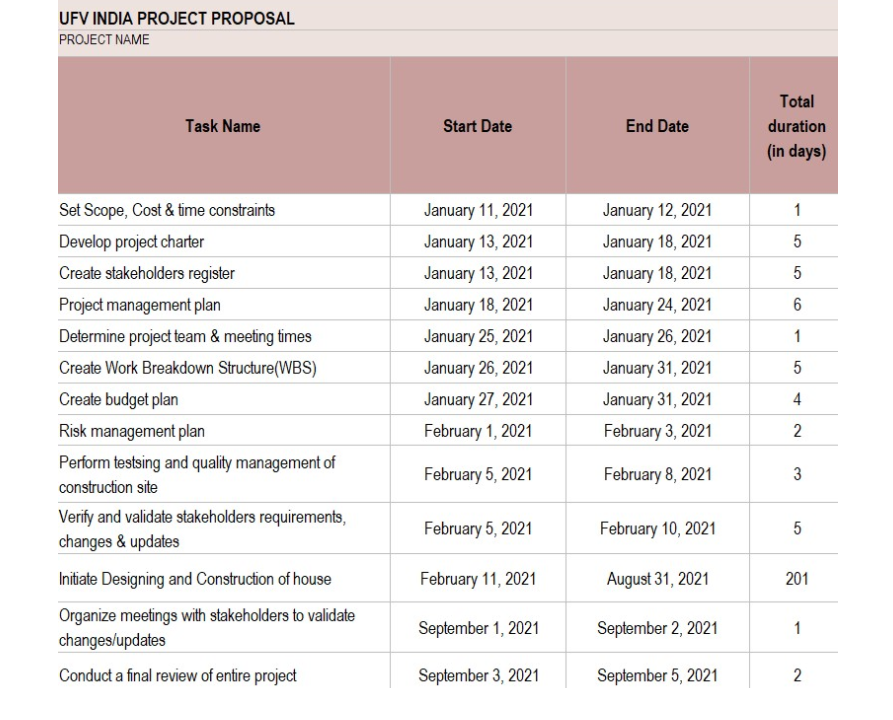 UFV INDIA PROJECT PROPOSAL
PROJECT NAME
Task Name Start Date End Date Total duration (in days)
Set Scope, Cost & time constraints January 11, 2021 January 12, 2021 1
Develop project charter January 13, 2021 January 18, 2021 5
Create stakeholders register January 13, 2021 January 18, 2021 5
Project management plan January 18, 2021 January 24, 2021 6
Determine project team & meeting times January 25, 2021 January 26, 2021 1
Create Work Breakdown Structure(WBS) January 26, 2021 January 31, 2021 5
Create budget plan January 27, 2021 January 31, 2021 4
Risk management plan February 1, 2021 February 3, 2021 2
Perform testsing and quality management of
construction site February 5, 2021 February 8, 2021 3
Verify and validate stakeholders requirements,
changes & updates February 5, 2021 February 10, 2021 5
Initiate Designing and Construction of house February 11, 2021 August 31, 2021 201
Organize meetings with stakeholders to validate
changes/updates September 1, 2021 September 2, 2021 1
Conduct a final review of entire project September 3, 2021 September 5, 2021 2